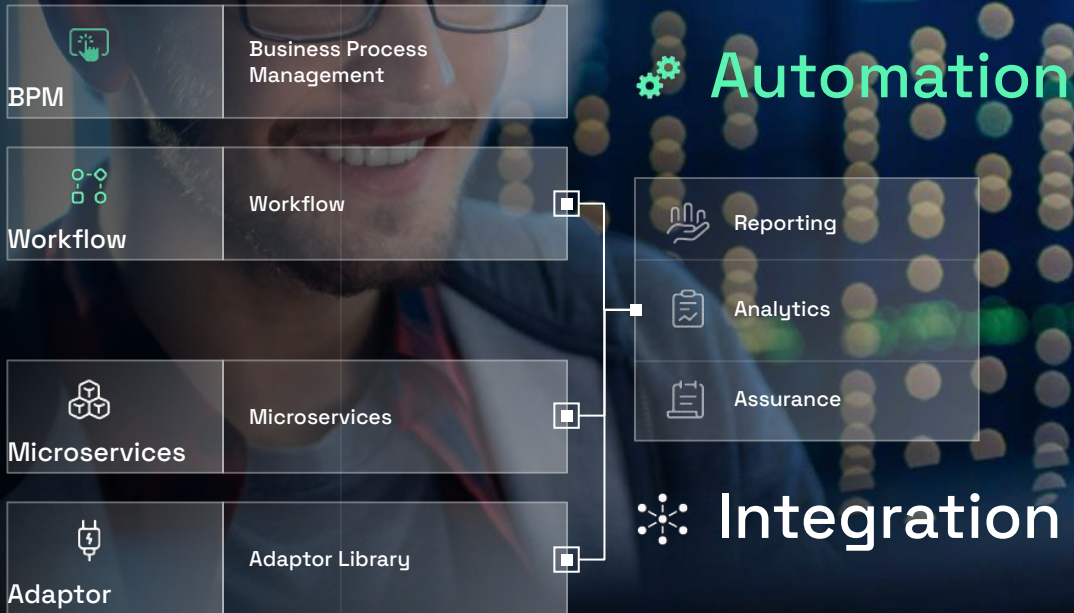 BPM
Business Process
Management
Automation
Workflow
Workflow
Reporting
Analytics
Microservices
Microservices
Assurance
Adaptor
Adaptor Library
Integration